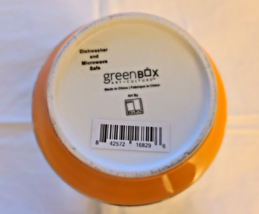 Dishwasher
and
Microwave
Safe
greenBOX
ART + CULTURE
Made in China | Fabriqué en Chine
Art By
8 42572 16829 6